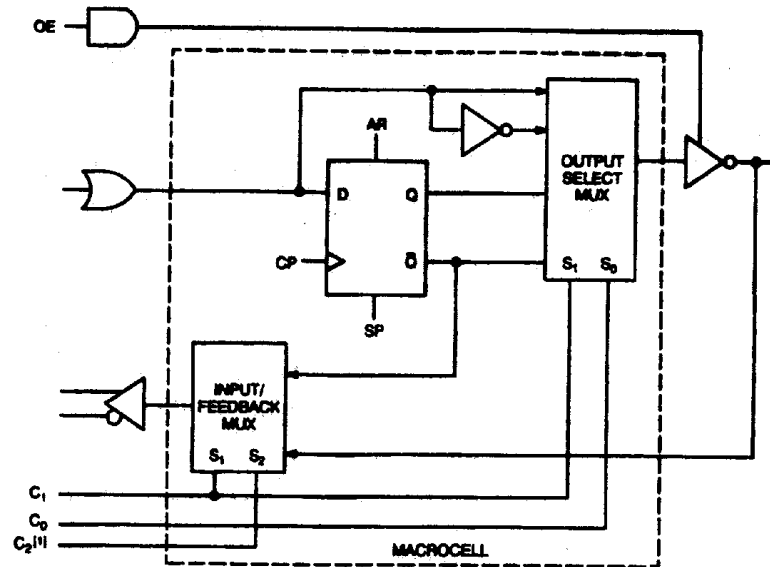 OE
AR
D Q
CP Q̅
SP
OUTPUT
SELECT
MUX
S₁ S₀
INPUT/
FEEDBACK
MUX
S₁ S₂
C₁
C₀
C₂[1]
MACROCELL